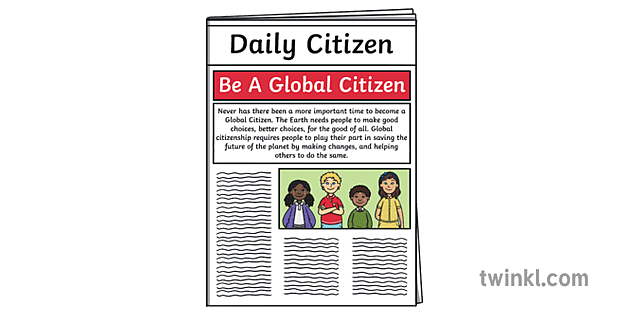 Daily Citizen
Be A Global Citizen
Never has there been a more important time to become a
Global Citizen. The Earth needs people to make good
choices, better choices, for the good of all. Global
citizenship requires people to play their part in saving the
future of the planet by making changes, and helping
others to do the same.
twinkl.com